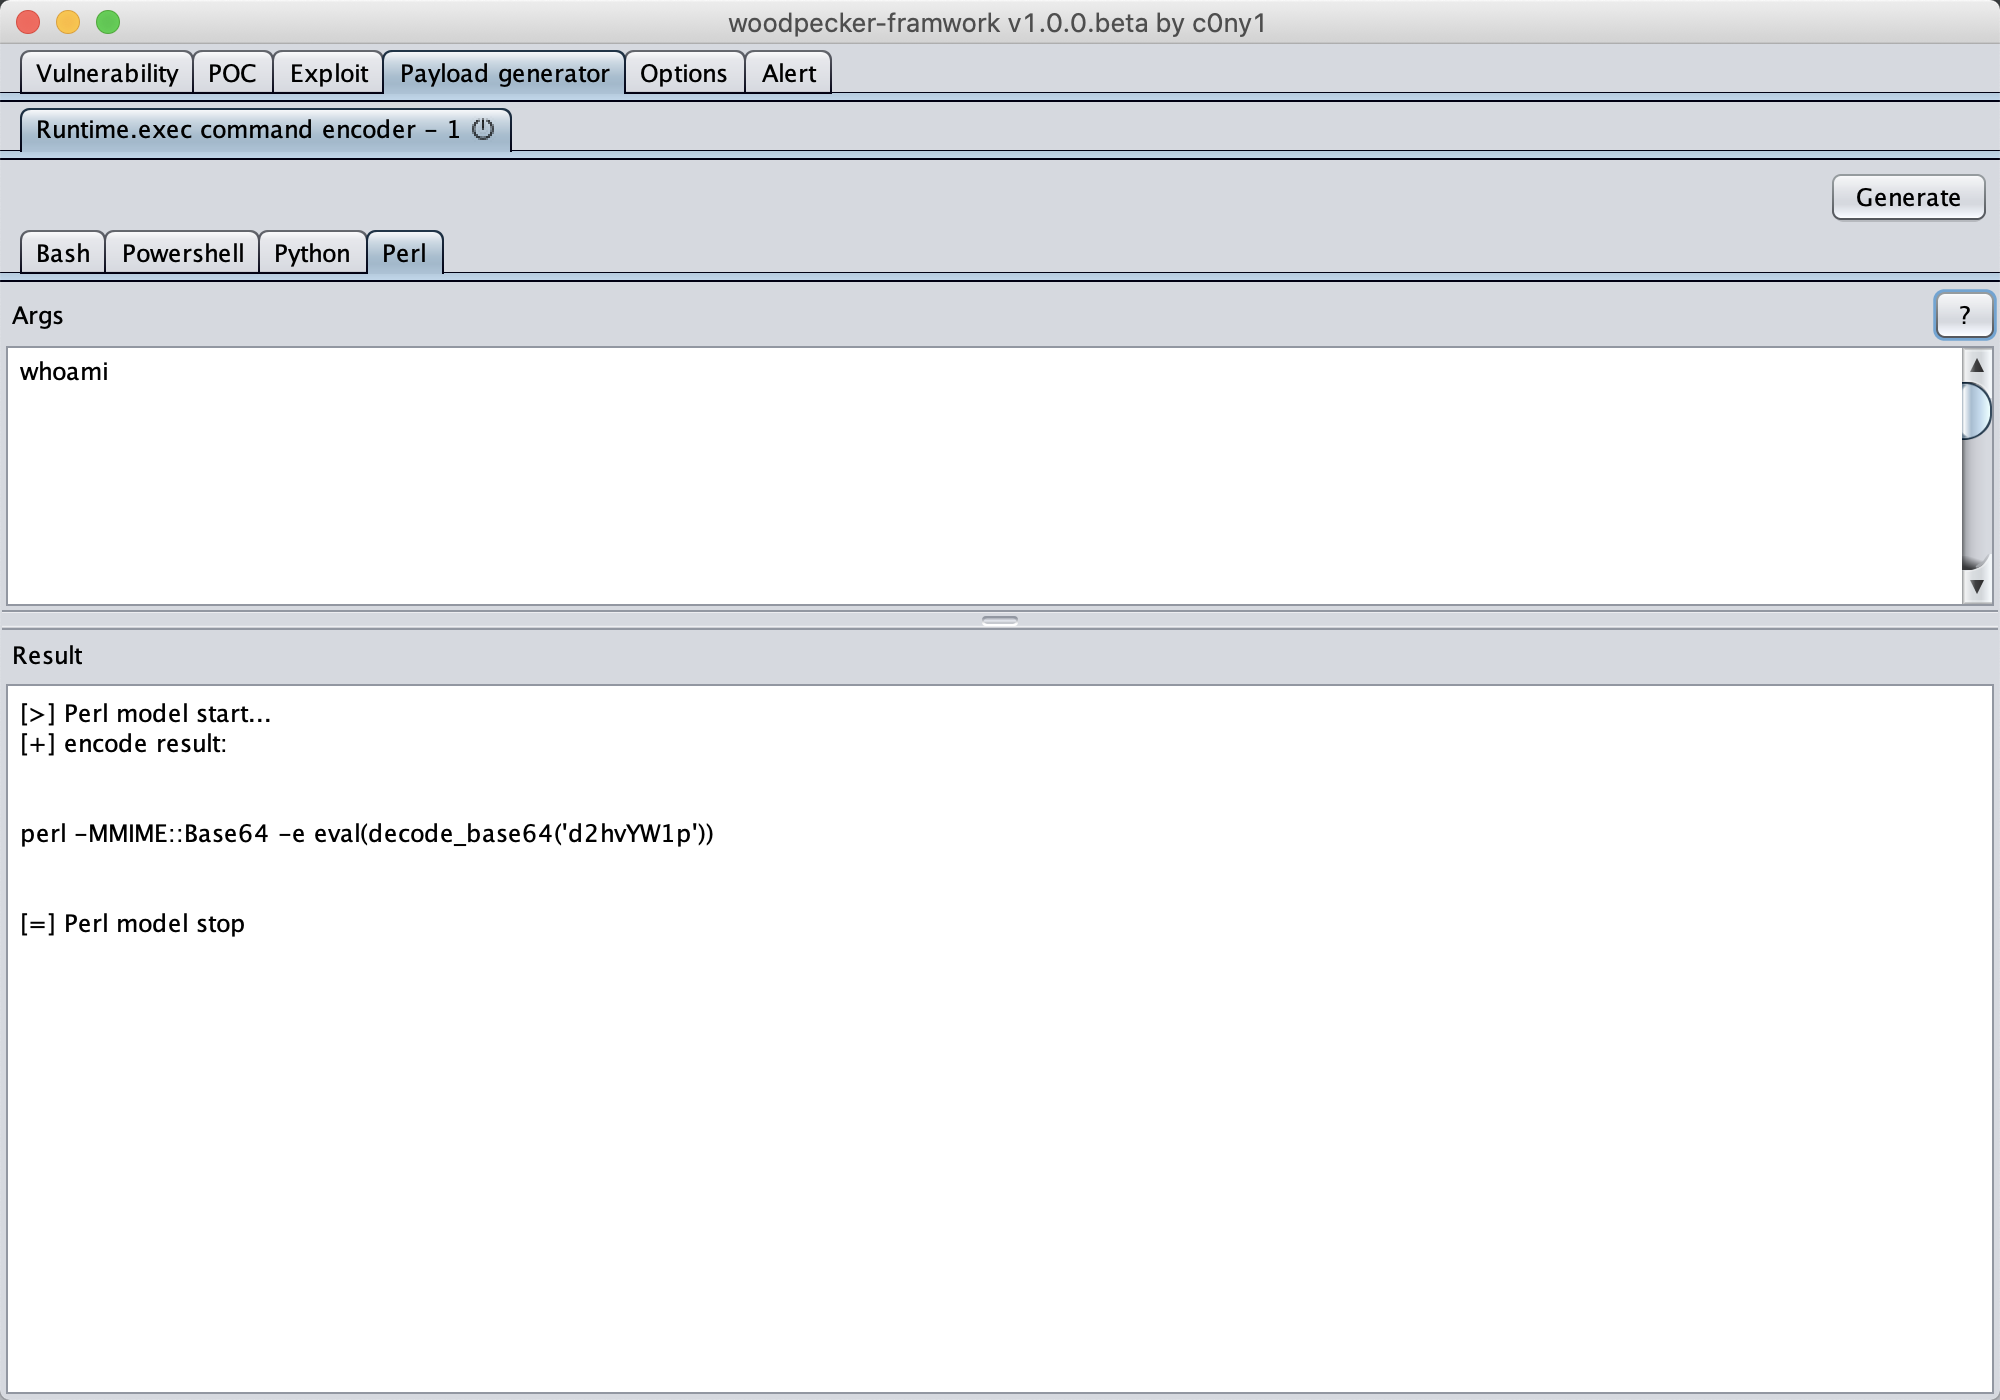 woodpecker-framwork v1.0.0.beta by c0ny1
Vulnerability POC Exploit Payload generator Options Alert
Runtime.exec command encoder - 1
Generate
Bash Powershell Python Perl
Args ?
whoami
Result
[>] Perl model start...
[+] encode result:
perl -MMIME::Base64 -e eval(decode_base64('d2hvYW1p'))
[=] Perl model stop